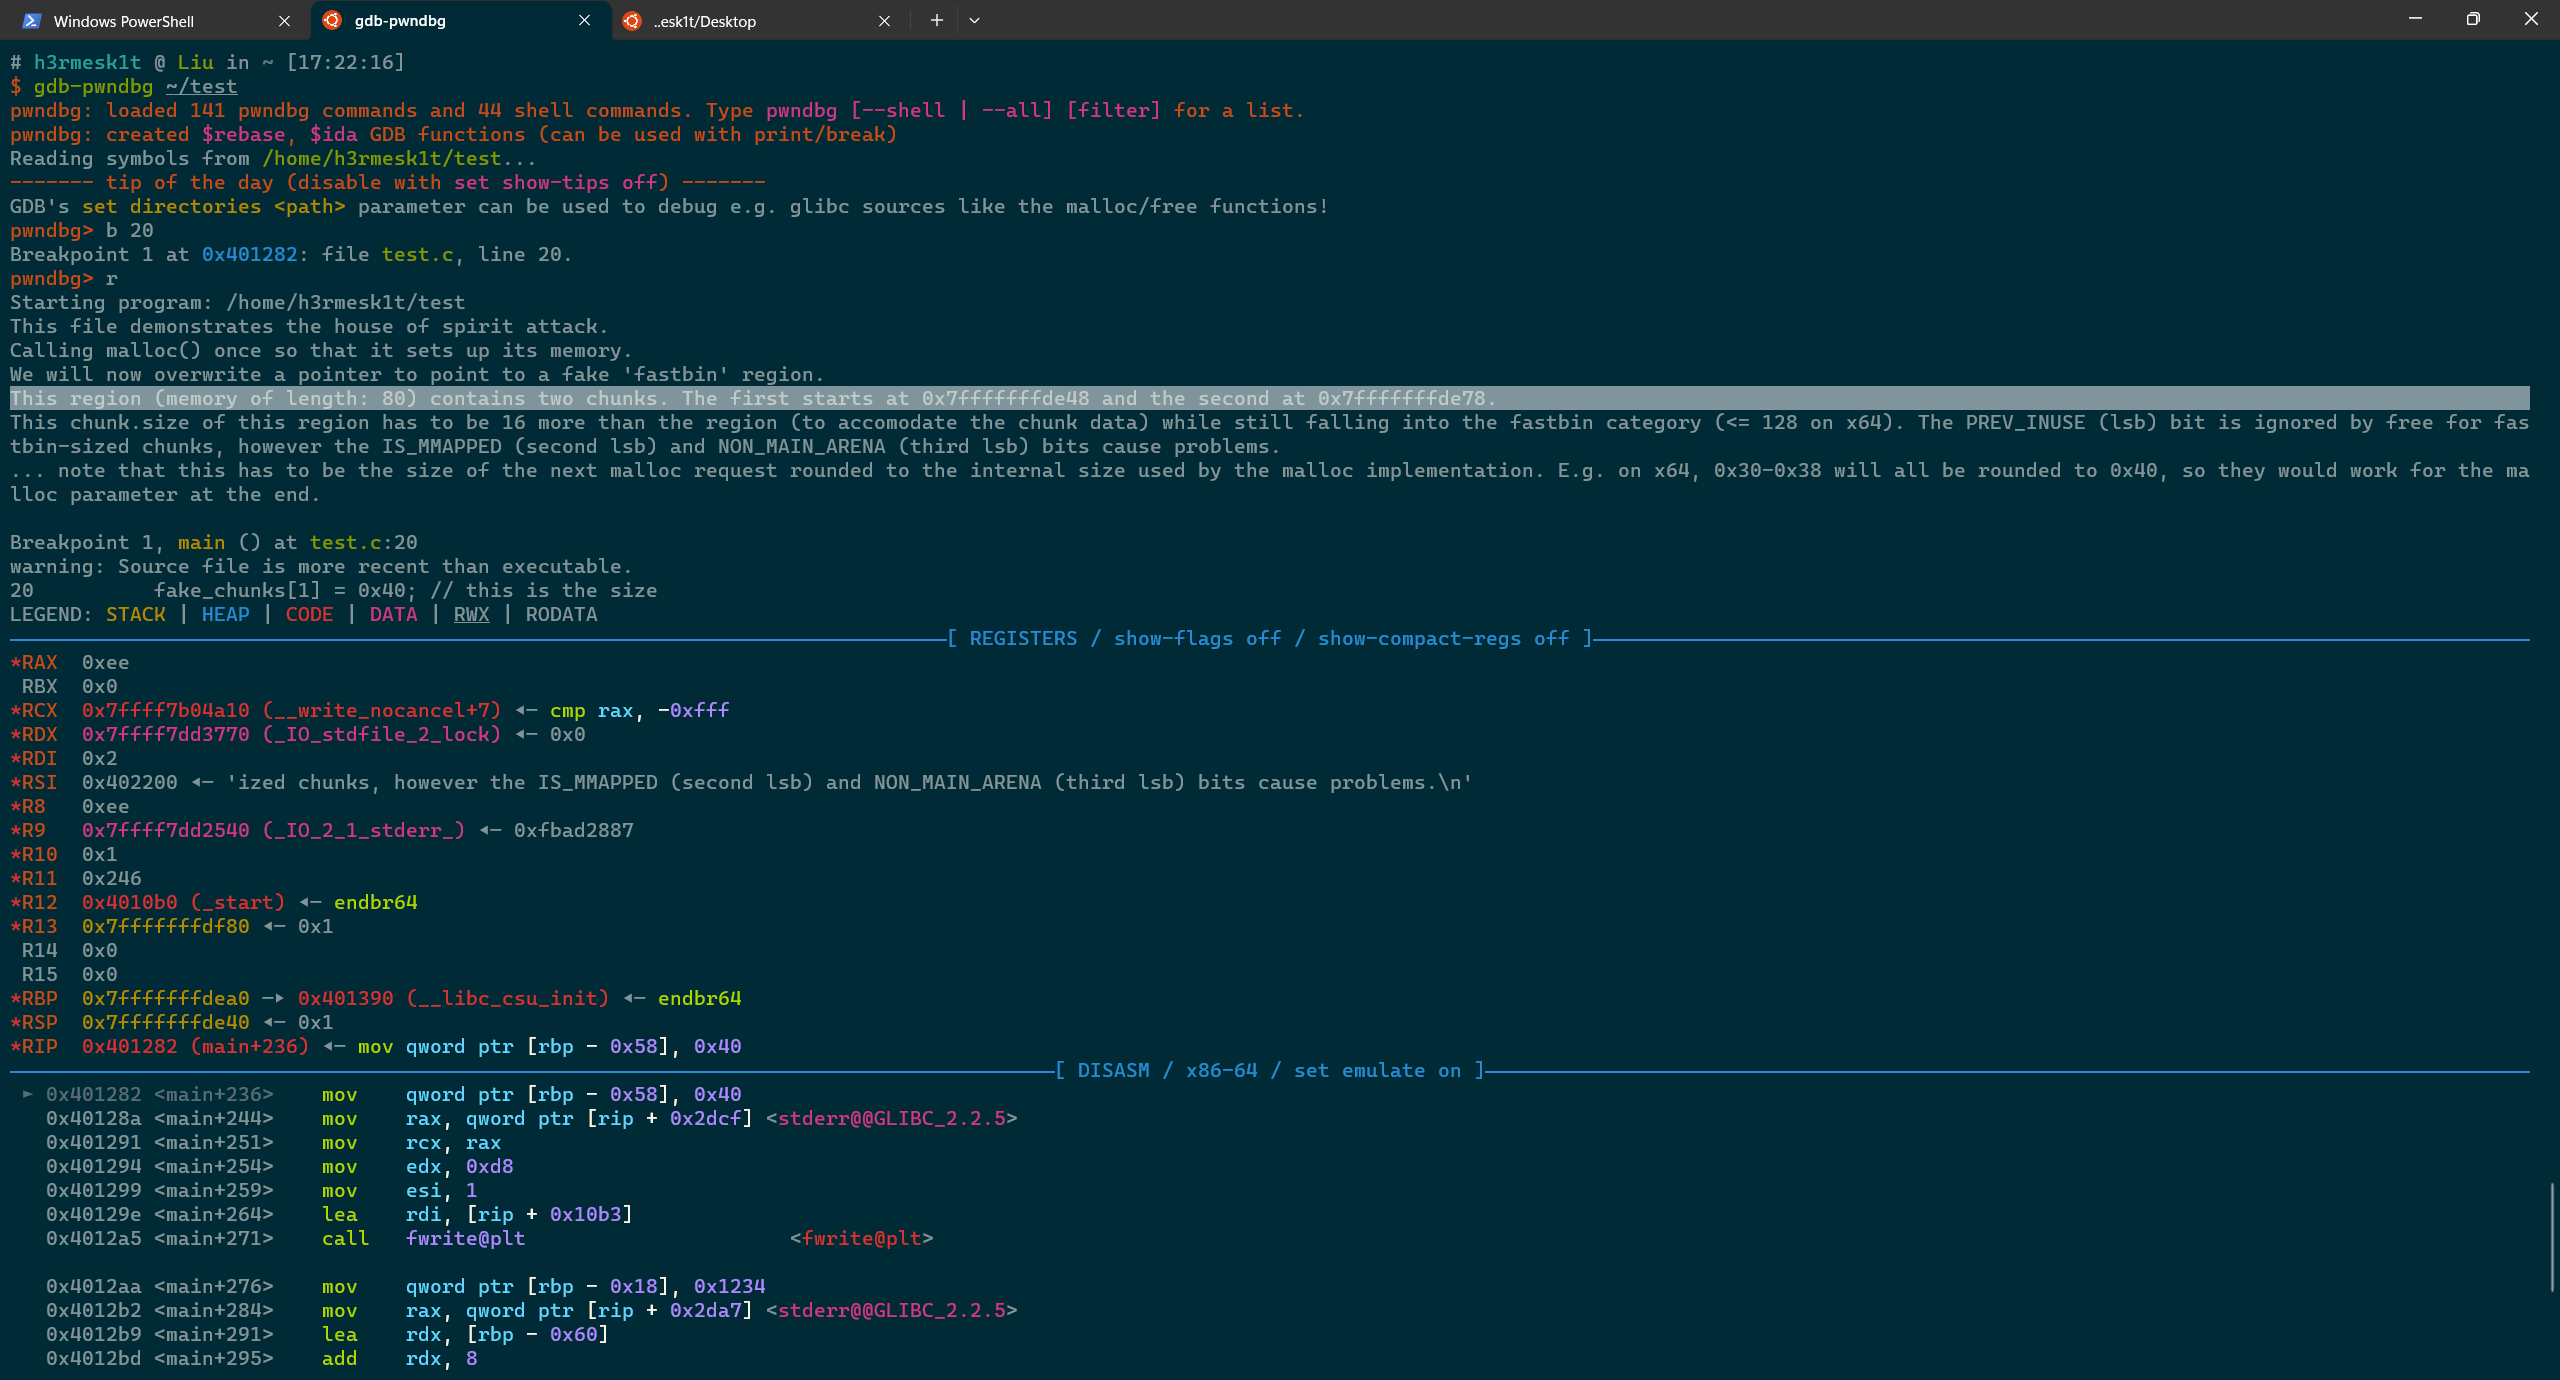 Windows PowerShell
gdb-pwndbg
..esk1t/Desktop
# h3rmesk1t @ Liu in ~ [17:22:16]
$ gdb-pwndbg ~/test
pwndbg: loaded 141 pwndbg commands and 44 shell commands. Type pwndbg [--shell | --all] [filter] for a list.
pwndbg: created $rebase, $ida GDB functions (can be used with print/break)
Reading symbols from /home/h3rmesk1t/test...
------- tip of the day (disable with set show-tips off) -------
GDB's set directories <path> parameter can be used to debug e.g. glibc sources like the malloc/free functions!
pwndbg> b 20
Breakpoint 1 at 0x401282: file test.c, line 20.
pwndbg> r
Starting program: /home/h3rmesk1t/test
This file demonstrates the house of spirit attack.
Calling malloc() once so that it sets up its memory.
We will now overwrite a pointer to point to a fake 'fastbin' region.
This region (memory of length: 80) contains two chunks. The first starts at 0x7fffffffde48 and the second at 0x7fffffffde78.
This chunk.size of this region has to be 16 more than the region (to accomodate the chunk data) while still falling into the fastbin category (<= 128 on x64). The PREV_INUSE (lsb) bit is ignored by free for fas
tbin-sized chunks, however the IS_MMAPPED (second lsb) and NON_MAIN_ARENA (third lsb) bits cause problems.
... note that this has to be the size of the next malloc request rounded to the internal size used by the malloc implementation. E.g. on x64, 0x30-0x38 will all be rounded to 0x40, so they would work for the ma
lloc parameter at the end.
Breakpoint 1, main () at test.c:20
warning: Source file is more recent than executable.
20          fake_chunks[1] = 0x40; // this is the size
LEGEND: STACK | HEAP | CODE | DATA | RWX | RODATA
[ REGISTERS / show-flags off / show-compact-regs off ]
*RAX  0xee
 RBX  0x0
*RCX  0x7ffff7b04a10 (__write_nocancel+7) ◂— cmp rax, -0xfff
*RDX  0x7ffff7dd3770 (_IO_stdfile_2_lock) ◂— 0x0
*RDI  0x2
*RSI  0x402200 ◂— 'ized chunks, however the IS_MMAPPED (second lsb) and NON_MAIN_ARENA (third lsb) bits cause problems.\n'
*R8   0xee
*R9   0x7ffff7dd2540 (_IO_2_1_stderr_) ◂— 0xfbad2887
*R10  0x1
*R11  0x246
*R12  0x4010b0 (_start) ◂— endbr64
*R13  0x7fffffffdf80 ◂— 0x1
 R14  0x0
 R15  0x0
*RBP  0x7fffffffdea0 —▸ 0x401390 (__libc_csu_init) ◂— endbr64
*RSP  0x7fffffffde40 ◂— 0x1
*RIP  0x401282 (main+236) ◂— mov qword ptr [rbp - 0x58], 0x40
[ DISASM / x86-64 / set emulate on ]
 ► 0x401282 <main+236>    mov    qword ptr [rbp - 0x58], 0x40
   0x40128a <main+244>    mov    rax, qword ptr [rip + 0x2dcf] <stderr@@GLIBC_2.2.5>
   0x401291 <main+251>    mov    rcx, rax
   0x401294 <main+254>    mov    edx, 0xd8
   0x401299 <main+259>    mov    esi, 1
   0x40129e <main+264>    lea    rdi, [rip + 0x10b3]
   0x4012a5 <main+271>    call   fwrite@plt                      <fwrite@plt>
   0x4012aa <main+276>    mov    qword ptr [rbp - 0x18], 0x1234
   0x4012b2 <main+284>    mov    rax, qword ptr [rip + 0x2da7] <stderr@@GLIBC_2.2.5>
   0x4012b9 <main+291>    lea    rdx, [rbp - 0x60]
   0x4012bd <main+295>    add    rdx, 8